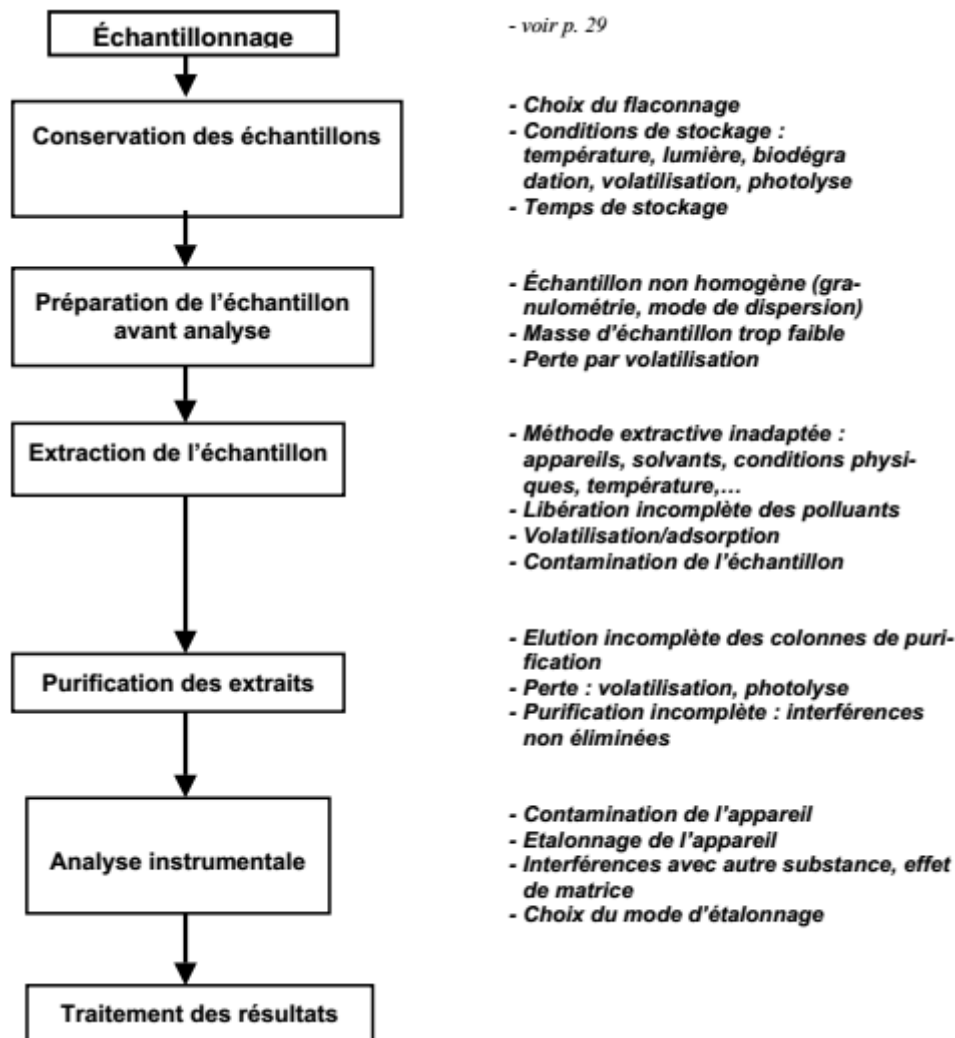 Échantillonnage
- voir p. 29
Conservation des échantillons
- Choix du flaconnage
- Conditions de stockage :
température, lumière, biodégra
dation, volatilisation, photolyse
- Temps de stockage
Préparation de l'échantillon
avant analyse
- Échantillon non homogène (gra-
nulométrie, mode de dispersion)
- Masse d'échantillon trop faible
- Perte par volatilisation
Extraction de l'échantillon
- Méthode extractive inadaptée :
appareils, solvants, conditions physi-
ques, température,...
- Libération incomplète des polluants
- Volatilisation/adsorption
- Contamination de l'échantillon
Purification des extraits
- Elution incomplète des colonnes de puri-
fication
- Perte : volatilisation, photolyse
- Purification incomplète : interférences
non éliminées
Analyse instrumentale
- Contamination de l'appareil
- Etalonnage de l'appareil
- Interférences avec autre substance, effet
de matrice
- Choix du mode d'étalonnage
Traitement des résultats